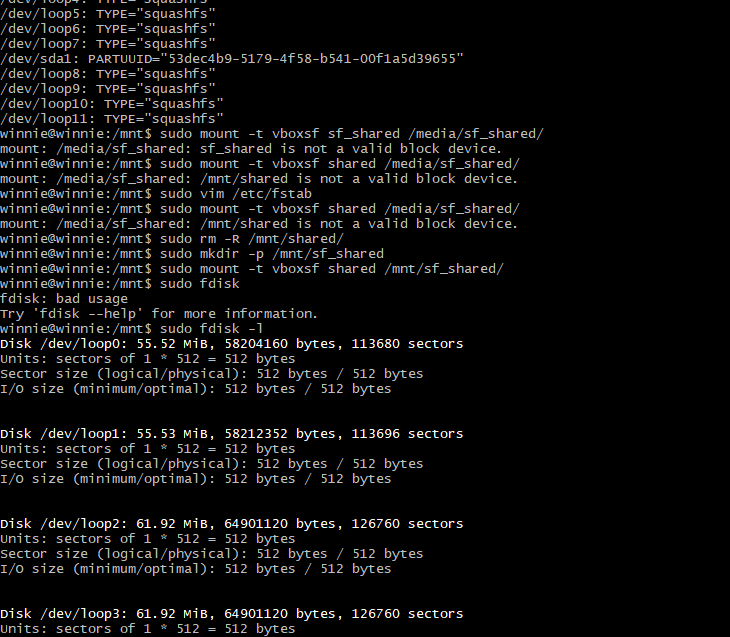 /dev/loop4: TYPE="squashfs"
/dev/loop5: TYPE="squashfs"
/dev/loop6: TYPE="squashfs"
/dev/loop7: TYPE="squashfs"
/dev/sda1: PARTUUID="53dec4b9-5179-4f58-b541-00f1a5d39655"
/dev/loop8: TYPE="squashfs"
/dev/loop9: TYPE="squashfs"
/dev/loop10: TYPE="squashfs"
/dev/loop11: TYPE="squashfs"
winnie@winnie:/mnt$ sudo mount -t vboxsf sf_shared /media/sf_shared/
mount: /media/sf_shared: sf_shared is not a valid block device.
winnie@winnie:/mnt$ sudo mount -t vboxsf shared /media/sf_shared/
mount: /media/sf_shared: /mnt/shared is not a valid block device.
winnie@winnie:/mnt$ sudo vim /etc/fstab
winnie@winnie:/mnt$ sudo mount -t vboxsf shared /media/sf_shared/
mount: /media/sf_shared: /mnt/shared is not a valid block device.
winnie@winnie:/mnt$ sudo rm -R /mnt/shared/
winnie@winnie:/mnt$ sudo mkdir -p /mnt/sf_shared
winnie@winnie:/mnt$ sudo mount -t vboxsf shared /mnt/sf_shared/
winnie@winnie:/mnt$ sudo fdisk
fdisk: bad usage
Try 'fdisk --help' for more information.
winnie@winnie:/mnt$ sudo fdisk -l
Disk /dev/loop0: 55.52 MiB, 58204160 bytes, 113680 sectors
Units: sectors of 1 * 512 = 512 bytes
Sector size (logical/physical): 512 bytes / 512 bytes
I/O size (minimum/optimal): 512 bytes / 512 bytes
Disk /dev/loop1: 55.53 MiB, 58212352 bytes, 113696 sectors
Units: sectors of 1 * 512 = 512 bytes
Sector size (logical/physical): 512 bytes / 512 bytes
I/O size (minimum/optimal): 512 bytes / 512 bytes
Disk /dev/loop2: 61.92 MiB, 64901120 bytes, 126760 sectors
Units: sectors of 1 * 512 = 512 bytes
Sector size (logical/physical): 512 bytes / 512 bytes
I/O size (minimum/optimal): 512 bytes / 512 bytes
Disk /dev/loop3: 61.92 MiB, 64901120 bytes, 126760 sectors
Units: sectors of 1 * 512 = 512 bytes